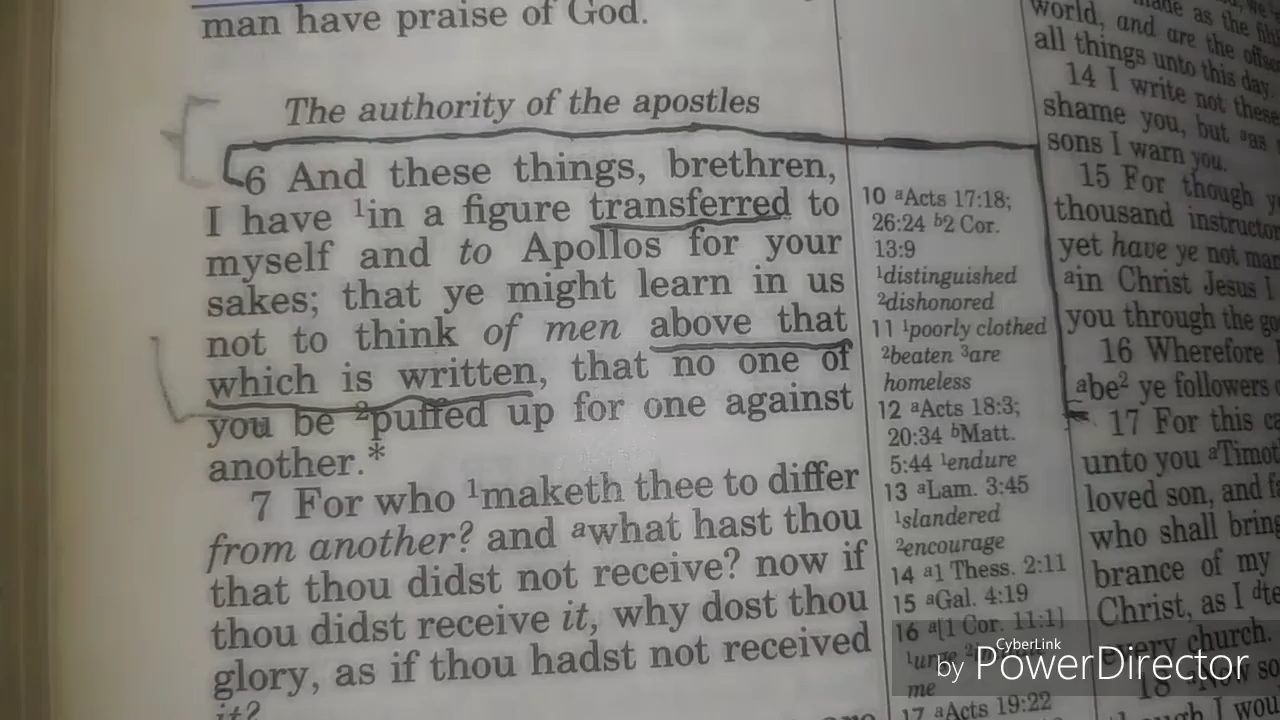 man have praise of God.
The authority of the apostles
6 And these things, brethren,
I have ¹in a figure transferred to
myself and to Apollos for your
sakes; that ye might learn in us
not to think of men above that
which is written, that no one of
you be ²puffed up for one against
another.*
7 For who ¹maketh thee to differ
from another? and ᵃwhat hast thou
that thou didst not receive? now if
thou didst receive it, why dost thou
glory, as if thou hadst not received
it?
10 ᵃActs 17:18;
26:24 ᵇ2 Cor.
13:9
¹distinguished
²dishonored
11 ¹poorly clothed
²beaten ³are
homeless
12 ᵃActs 18:3;
20:34 ᵇMatt.
5:44 ¹endure
13 ᵃLam. 3:45
¹slandered
²encourage
14 ᵃ1 Thess. 2:11
15 ᵃGal. 4:19
16 ᵃ[1 Cor. 11:1]
¹urge
me
17 ᵃActs 19:22
made as the
world, and are the
all things unto this day.
14 I write not these
shame you, but ᵃas
sons I warn you.
15 For though
thousand
yet have ye not
ᵃin Christ Jesus I
you through the
16 Wherefore
ᵃbe² ye followers
17 For this
unto you
loved son, and
who shall
brance of my
Christ, as I
every church.
18 Now
I
CyberLink
by PowerDirector